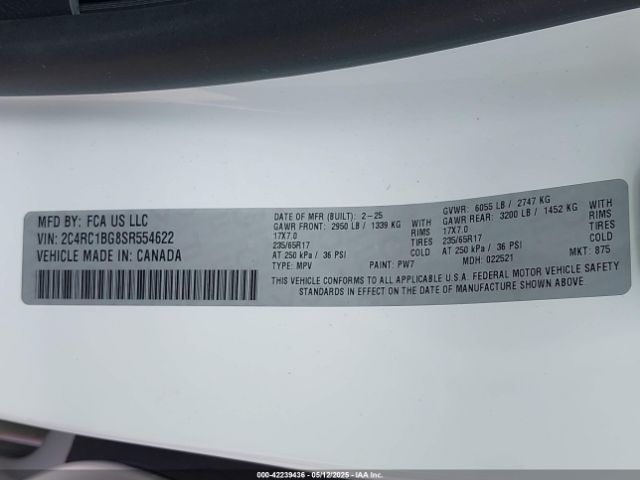 MFD BY: FCA US LLC
VIN: 2C4RC1BG8SR554622
VEHICLE MADE IN: CANADA
DATE OF MFR (BUILT): 2-25
GAWR FRONT: 2950 LB / 1339 KG
WITH
17X7.0 RIMS
235/65R17 TIRES
AT 250 kPa / 36 PSI COLD
TYPE: MPV PAINT: PW7
GVWR: 6055 LB / 2747 KG
GAWR REAR: 3200 LB / 1452 KG
WITH
17X7.0 RIMS
235/65R17 TIRES
AT 250 kPa / 36 PSI COLD
MDH: 022521 MKT: 875
THIS VEHICLE CONFORMS TO ALL APPLICABLE U.S.A. FEDERAL MOTOR VEHICLE SAFETY
STANDARDS IN EFFECT ON THE DATE OF MANUFACTURE SHOWN ABOVE.
000-42239436 - 05/12/2025 - IAAI.COM